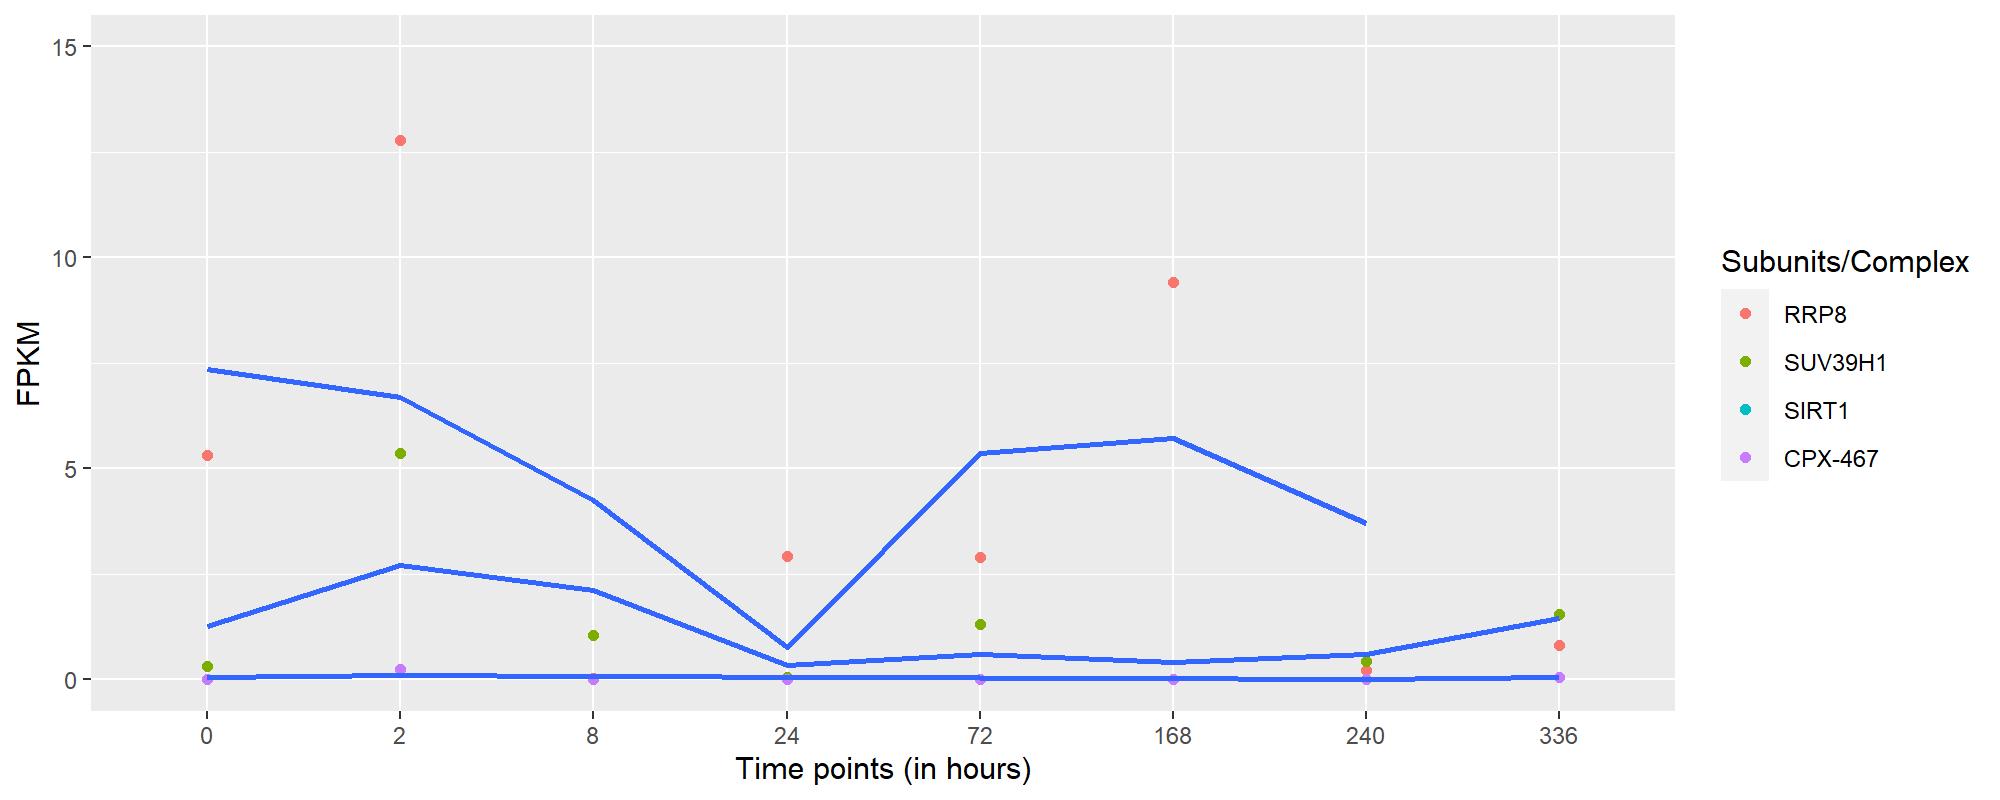 15
10
5
0
FPKM
0 2 8 24 72 168 240 336
Time points (in hours)
Subunits/Complex
RRP8
SUV39H1
SIRT1
CPX-467